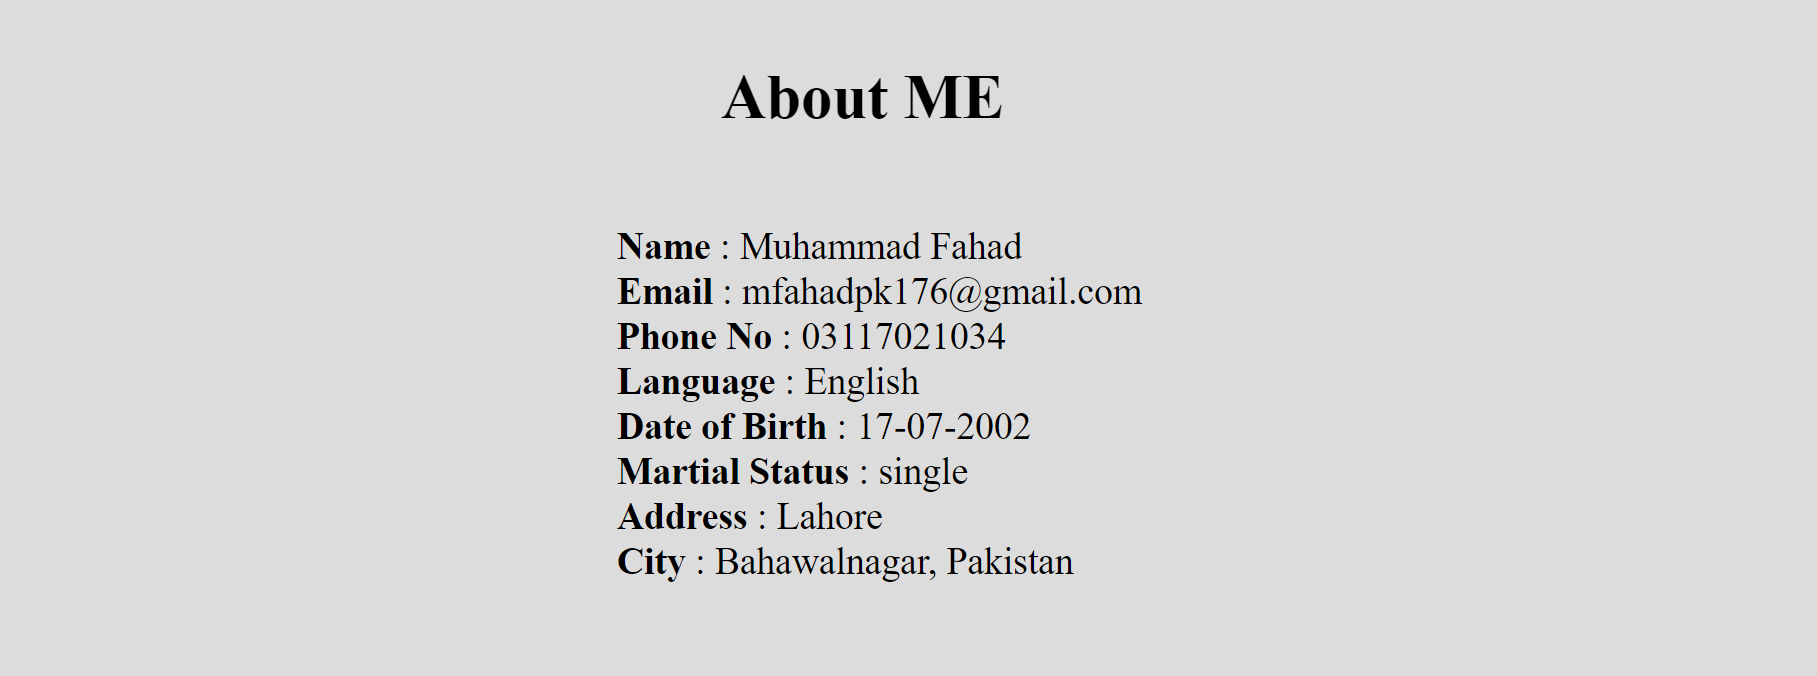 About ME
Name : Muhammad Fahad
Email : mfahadpk176@gmail.com
Phone No : 03117021034
Language : English
Date of Birth : 17-07-2002
Martial Status : single
Address : Lahore
City : Bahawalnagar, Pakistan